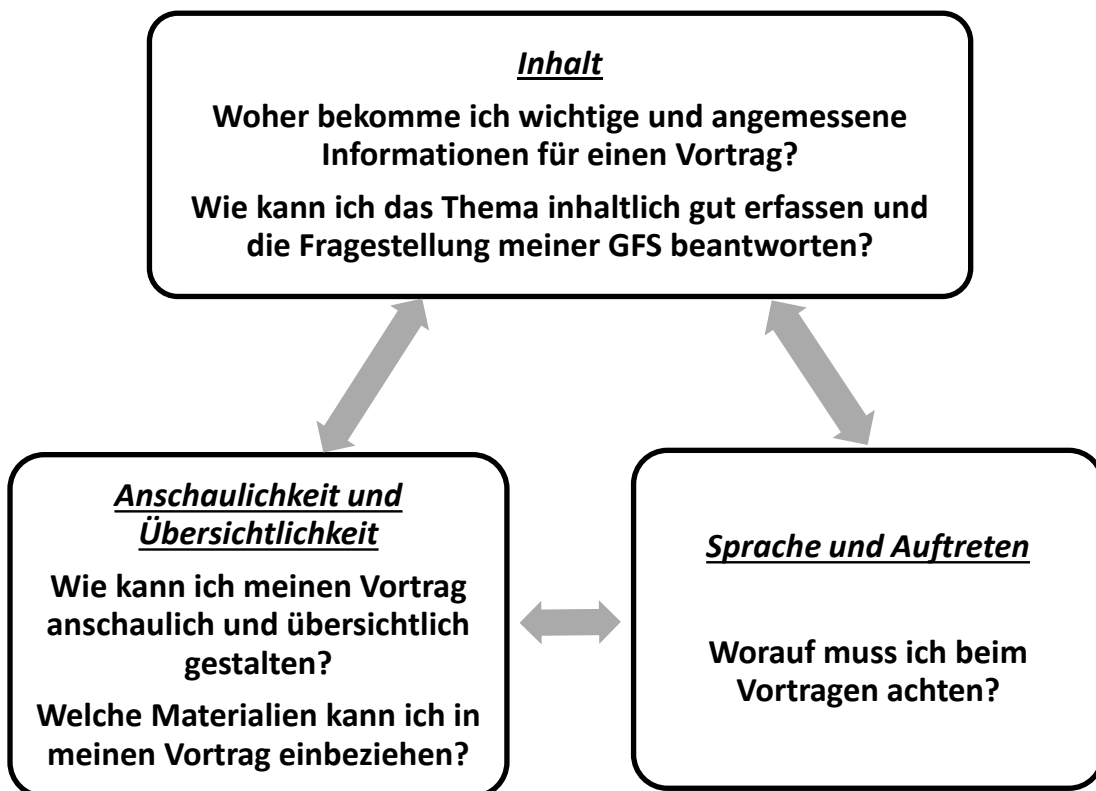 Inhalt
Woher bekomme ich wichtige und angemessene
Informationen für einen Vortrag?
Wie kann ich das Thema inhaltlich gut erfassen und
die Fragestellung meiner GFS beantworten?
Anschaulichkeit und
Übersichtlichkeit
Wie kann ich meinen Vortrag
anschaulich und übersichtlich
gestalten?
Welche Materialien kann ich in
meinen Vortrag einbeziehen?
Sprache und Auftreten
Worauf muss ich beim
Vortragen achten?